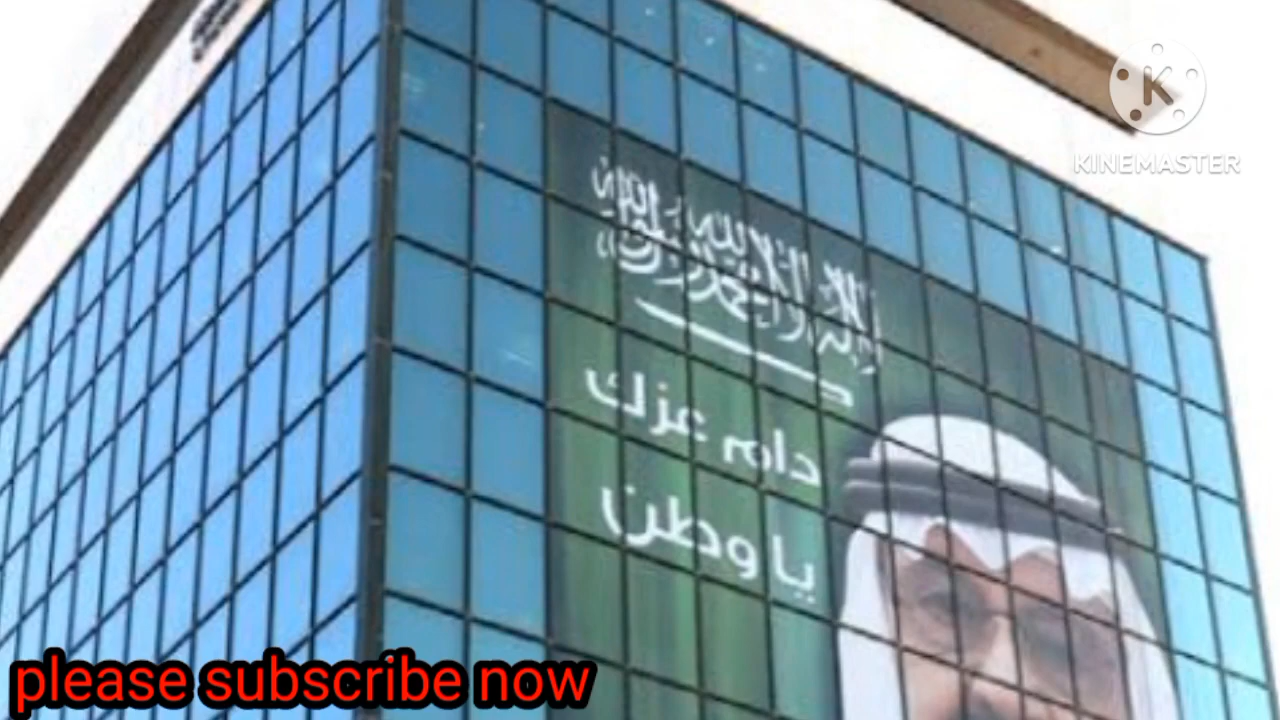 K
KINEMASTER
لا إله إلا الله محمد رسول الله
دام عزك
يا وطن
please subscribe now